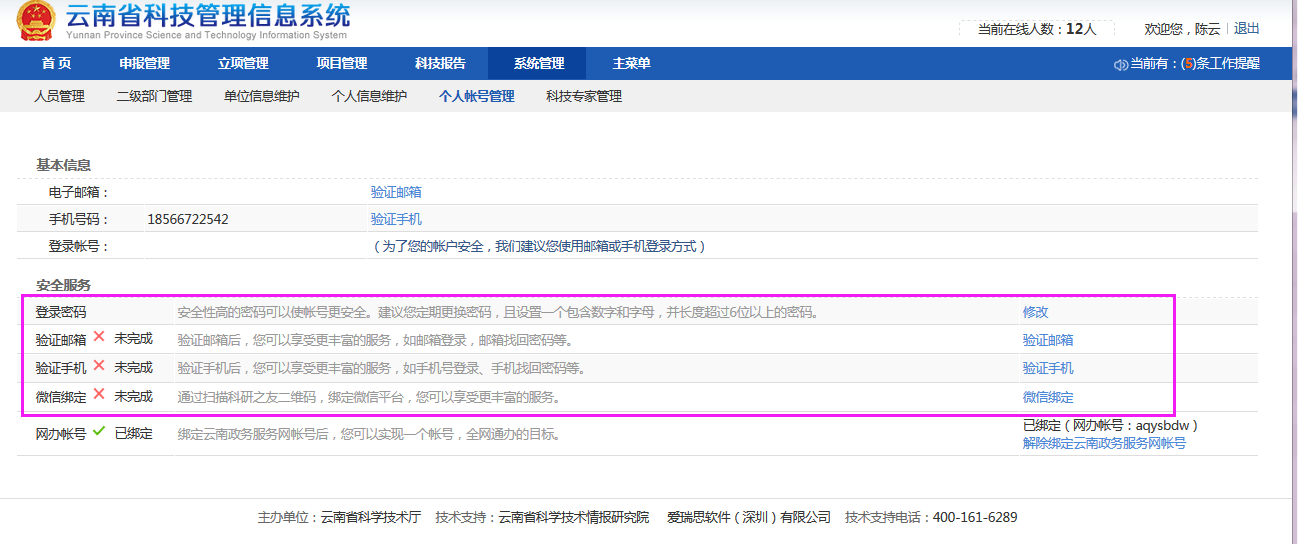 云南省科技管理信息系统
Yunnan Province Science and Technology Information System
当前在线人数：12人 欢迎您，陈云 | 退出
首 页 申报管理 立项管理 项目管理 科技报告 系统管理 主菜单 当前有：(5)条工作提醒
人员管理 二级部门管理 单位信息维护 个人信息维护 个人帐号管理 科技专家管理
基本信息
电子邮箱： 验证邮箱
手机号码： 18566722542 验证手机
登录帐号： （为了您的帐户安全，我们建议您使用邮箱或手机登录方式）
安全服务
登录密码 安全性高的密码可以使帐号更安全。建议您定期更换密码，且设置一个包含数字和字母，并长度超过6位以上的密码。 修改
验证邮箱 未完成 验证邮箱后，您可以享受更丰富的服务，如邮箱登录，邮箱找回密码等。 验证邮箱
验证手机 未完成 验证手机后，您可以享受更丰富的服务，如手机号登录、手机找回密码等。 验证手机
微信绑定 未完成 通过扫描科研之友二维码，绑定微信平台，您可以享受更丰富的服务。 微信绑定
网办帐号 已绑定 绑定云南政务服务网帐号后，您可以实现一个帐号，全网通办的目标。 已绑定（网办帐号：aqysbdw）
解除绑定云南政务服务网帐号
主办单位：云南省科学技术厅 技术支持：云南省科学技术情报研究院 爱瑞思软件（深圳）有限公司 技术支持电话：400-161-6289